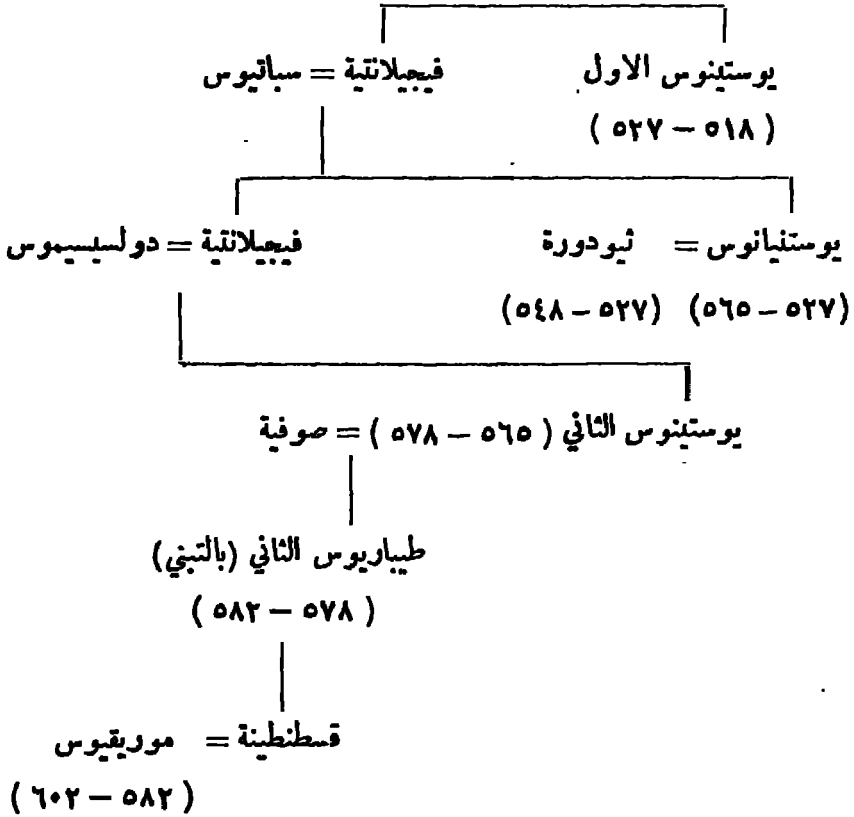 يوستينوس الاول فيجيلانتية = سباتيوس
( ٥١٨ – ٥٢٧ )
يوستنيانوس = ثيودورة فيجيلانتية = دولسيسيموس
(٥٢٧ – ٥٦٥) (٥٢٧ – ٥٤٨)
يوستينوس الثاني ( ٥٦٥ – ٥٧٨ ) = صوفية
طيباريوس الثاني (بالتبني)
( ٥٧٨ – ٥٨٢ )
قسطنطينة = موريقيوس
( ٥٨٢ – ٦٠٢ )